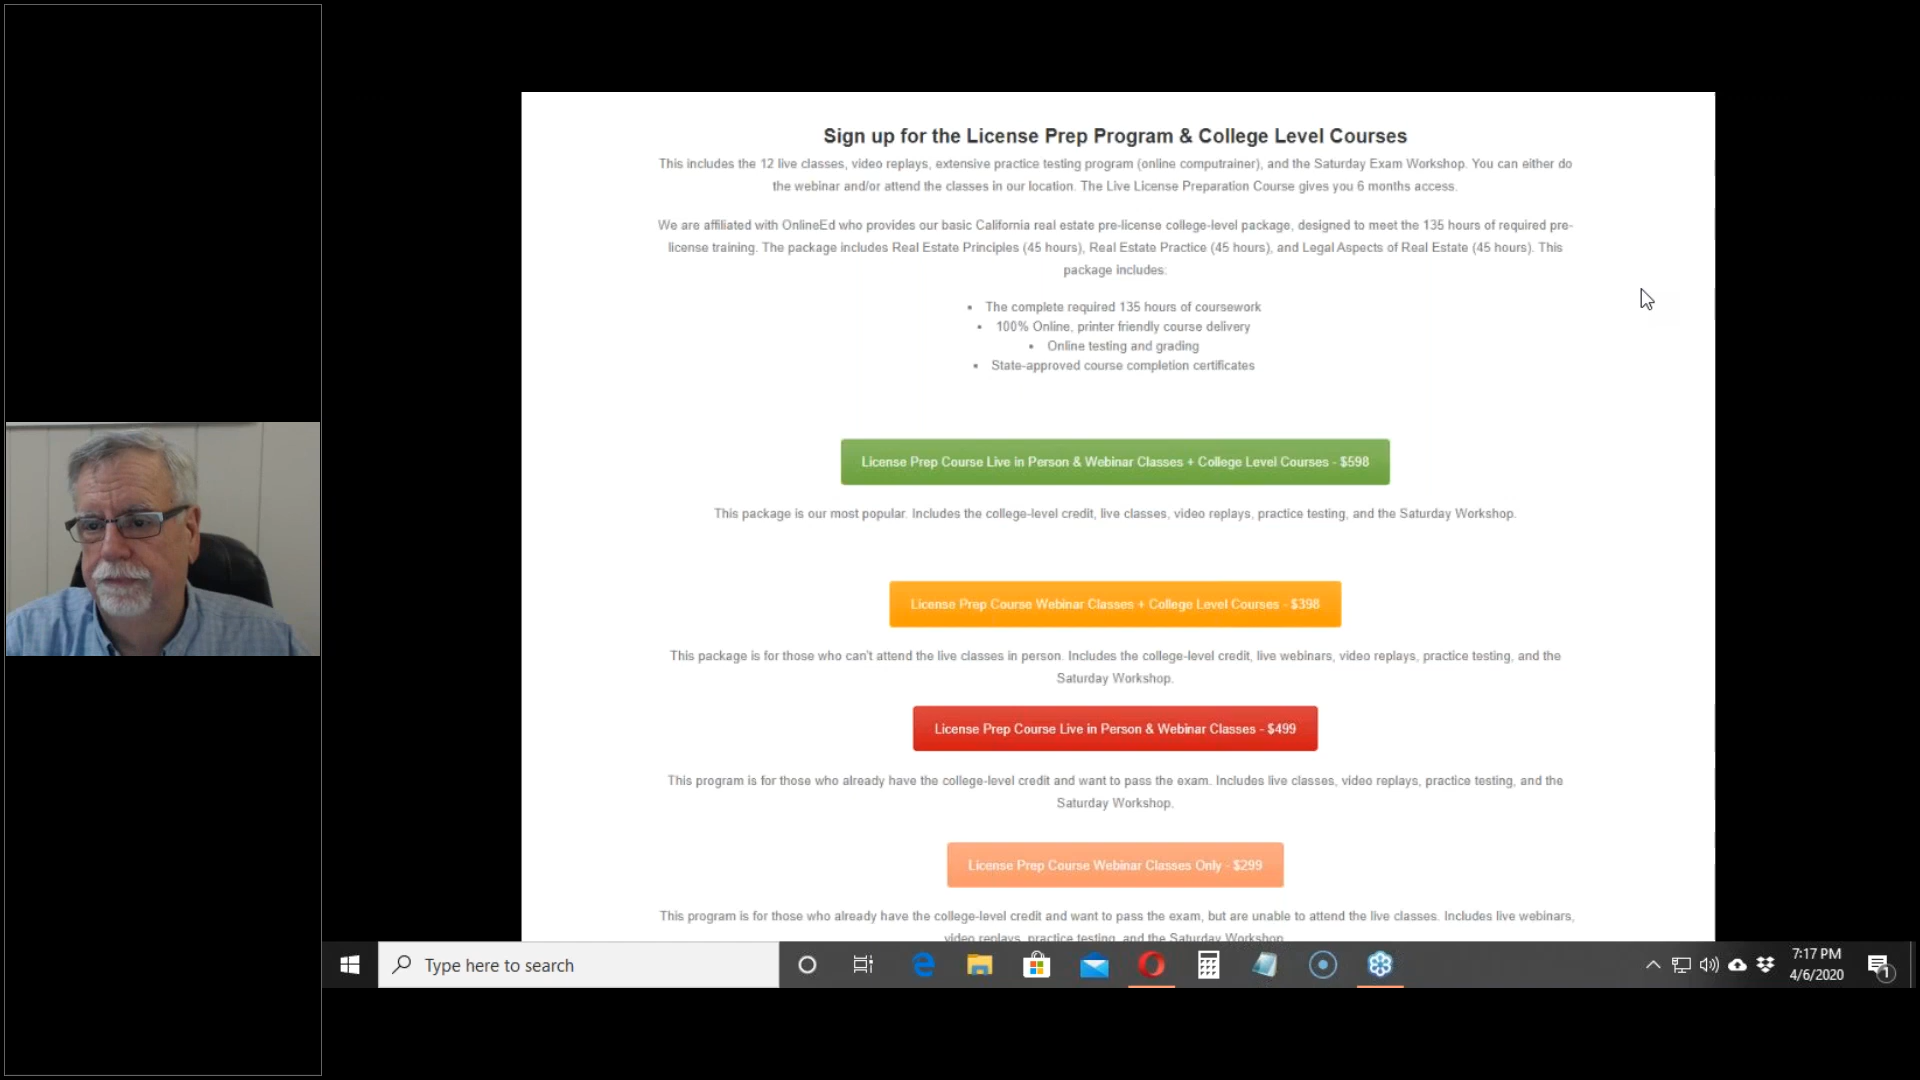 Sign up for the License Prep Program & College Level Courses
This includes the 12 live classes, video replays, extensive practice testing program (online computrainer), and the Saturday Exam Workshop. You can either do
the webinar and/or attend the classes in our location. The Live License Preparation Course gives you 6 months access.
We are affiliated with OnlineEd who provides our basic California real estate pre-license college-level package, designed to meet the 135 hours of required pre-
license training. The package includes Real Estate Principles (45 hours), Real Estate Practice (45 hours), and Legal Aspects of Real Estate (45 hours). This
package includes:
• The complete required 135 hours of coursework
• 100% Online, printer friendly course delivery
• Online testing and grading
• State-approved course completion certificates
License Prep Course Live in Person & Webinar Classes + College Level Courses - $598
This package is our most popular. Includes the college-level credit, live classes, video replays, practice testing, and the Saturday Workshop.
License Prep Course Webinar Classes + College Level Courses - $398
This package is for those who can't attend the live classes in person. Includes the college-level credit, live webinars, video replays, practice testing, and the
Saturday Workshop.
License Prep Course Live in Person & Webinar Classes - $499
This program is for those who already have the college-level credit and want to pass the exam. Includes live classes, video replays, practice testing, and the
Saturday Workshop.
License Prep Course Webinar Classes Only - $299
This program is for those who already have the college-level credit and want to pass the exam, but are unable to attend the live classes. Includes live webinars,
video replays, practice testing, and the Saturday Workshop
Type here to search
7:17 PM
4/6/2020
1